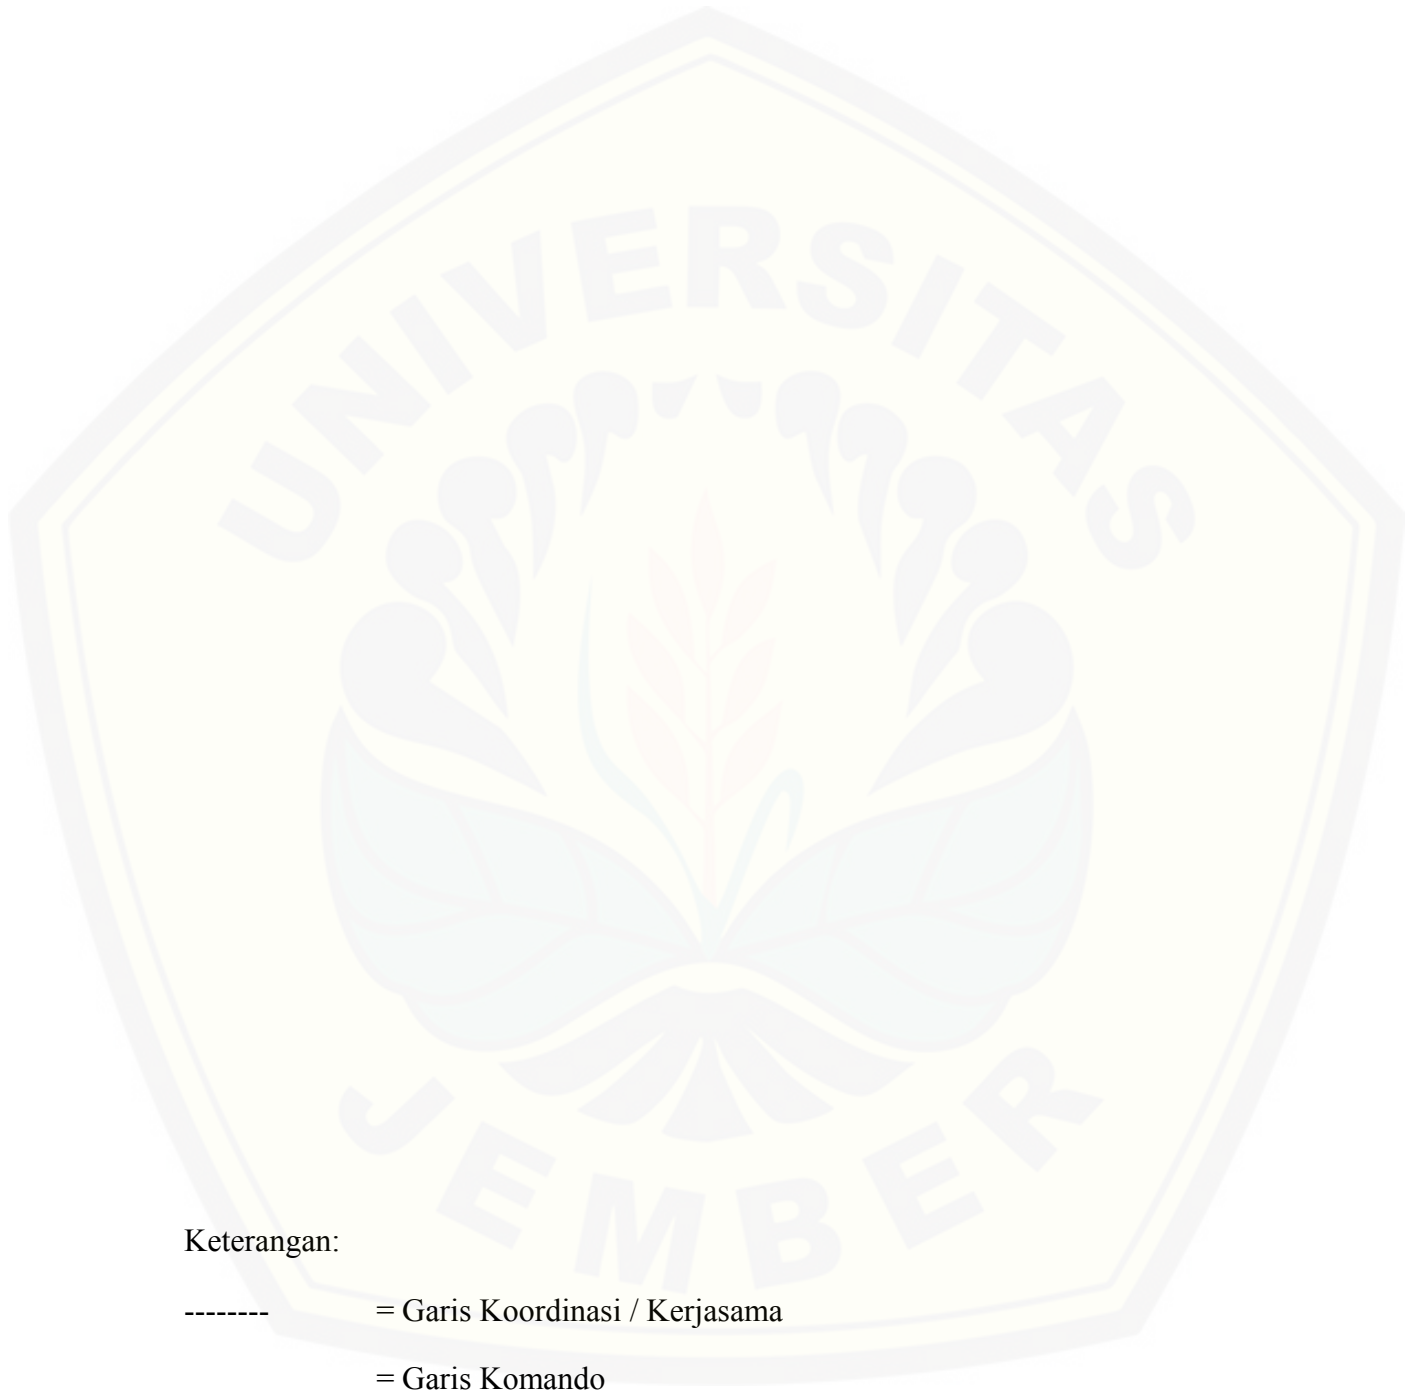 UNIVERSITAS
JEMBER
Keterangan:
-------- = Garis Koordinasi / Kerjasama
= Garis Komando